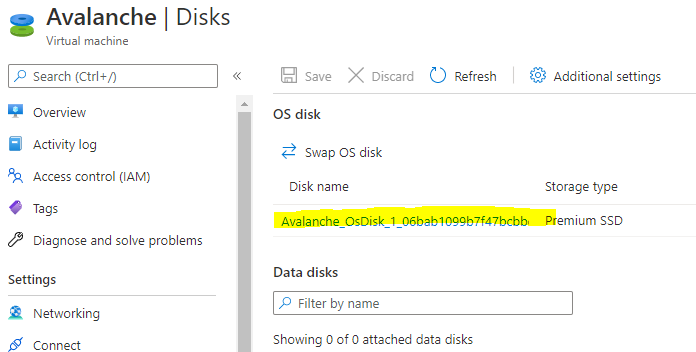 Avalanche | Disks
Virtual machine
Search (Ctrl+/)
«
Overview
Activity log
Access control (IAM)
Tags
Diagnose and solve problems
Settings
Networking
Connect
Save Discard Refresh Additional settings
OS disk
Swap OS disk
Disk name Storage type
Avalanche_OsDisk_1_06bab1099b7f47bcbb Premium SSD
Data disks
Filter by name
Showing 0 of 0 attached data disks